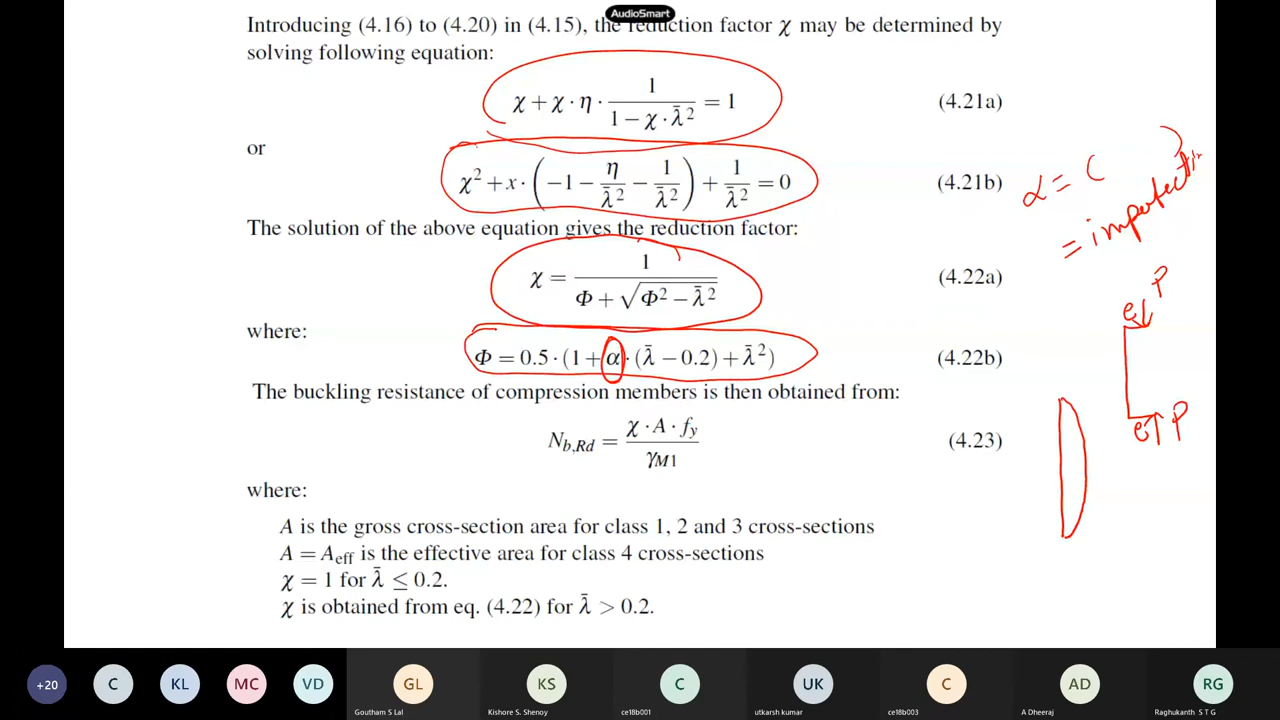 AudioSmart
Introducing (4.16) to (4.20) in (4.15), the reduction factor χ may be determined by
solving following equation:
χ + χ · η · 1 / (1 − χ · λ̄²) = 1 (4.21a)
or
χ² + x · (−1 − η/λ̄² − 1/λ̄²) + 1/λ̄² = 0 (4.21b)
The solution of the above equation gives the reduction factor:
χ = 1 / (Φ + √(Φ² − λ̄²)) (4.22a)
where:
Φ = 0.5 · (1 + α · (λ̄ − 0.2) + λ̄²) (4.22b)
The buckling resistance of compression members is then obtained from:
N_{b,Rd} = χ · A · f_y / γ_{M1} (4.23)
where:
A is the gross cross-section area for class 1, 2 and 3 cross-sections
A = A_eff is the effective area for class 4 cross-sections
χ = 1 for λ̄ ≤ 0.2.
χ is obtained from eq. (4.22) for λ̄ > 0.2.
α = ( )
= imperfection
P
e
e P
+20 C KL MC VD GL KS C UK C AD RG
Goutham S Lal Kishore S. Shenoy ce18b001 utkarsh kumar ce18b003 A Dheeraj Raghukanth S T G